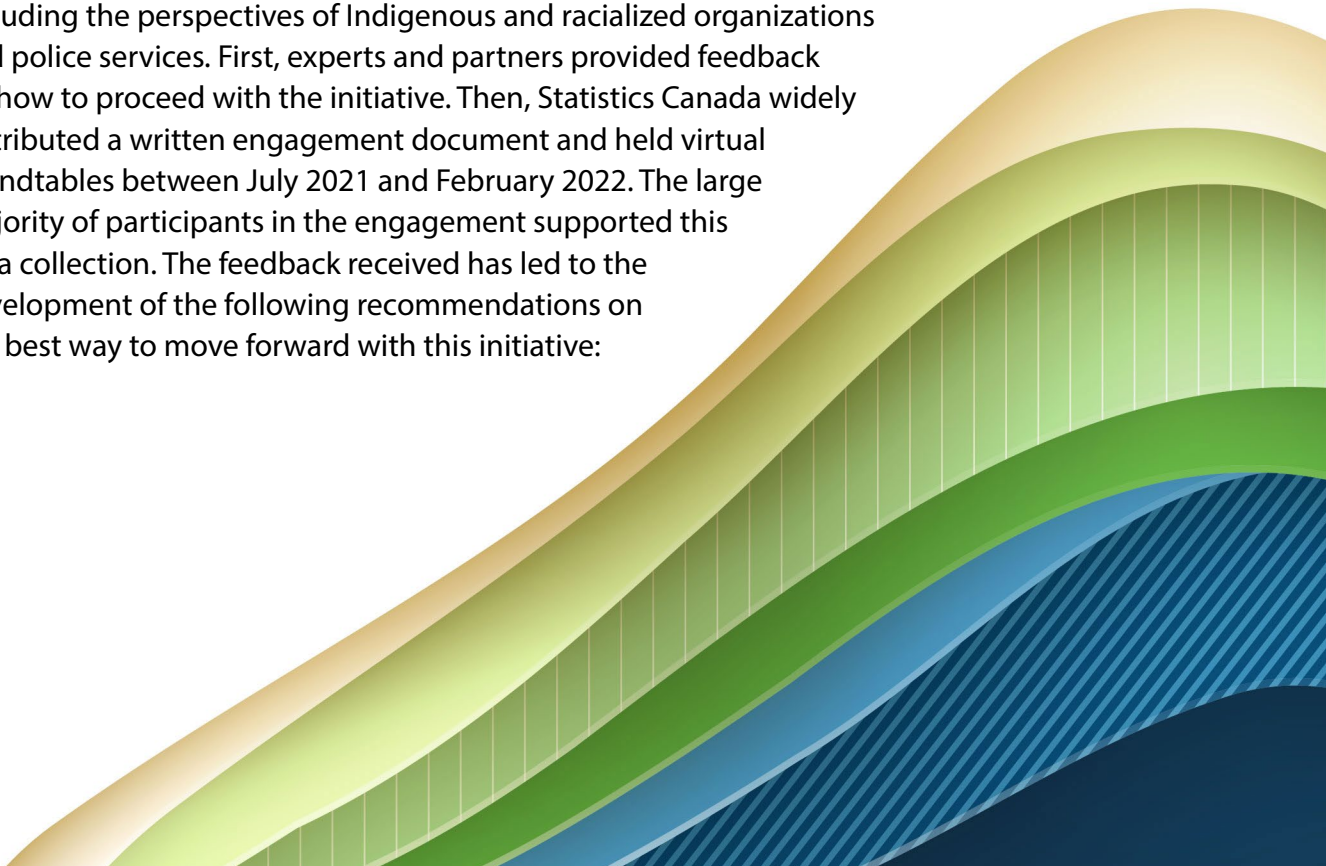 uding the perspectives of Indigenous and racialized organizations
l police services. First, experts and partners provided feedback
how to proceed with the initiative. Then, Statistics Canada widely
tributed a written engagement document and held virtual
ndtables between July 2021 and February 2022. The large
jority of participants in the engagement supported this
a collection. The feedback received has led to the
velopment of the following recommendations on
best way to move forward with this initiative: